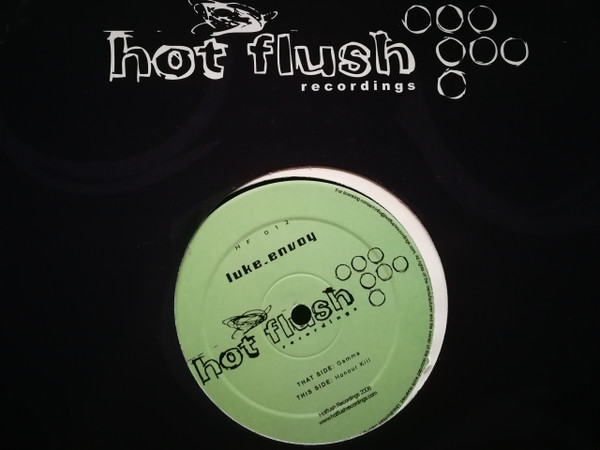 hot flush
recordings
HF 012
luke.envoy
hot flush
recordings
THAT SIDE: Gamma
THIS SIDE: Honour Kill
Hotflush Recordings 2006
www.hotflushrecordings.com